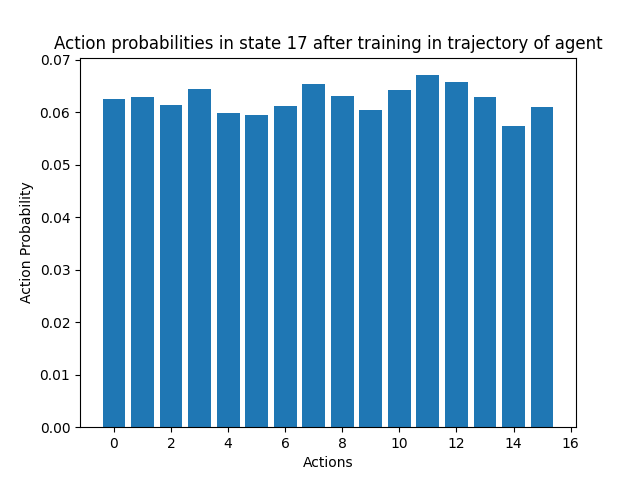 Action probabilities in state 17 after training in trajectory of agent
0.07
0.06
0.05
0.04
0.03
0.02
0.01
0.00
Action Probability
0 2 4 6 8 10 12 14 16
Actions